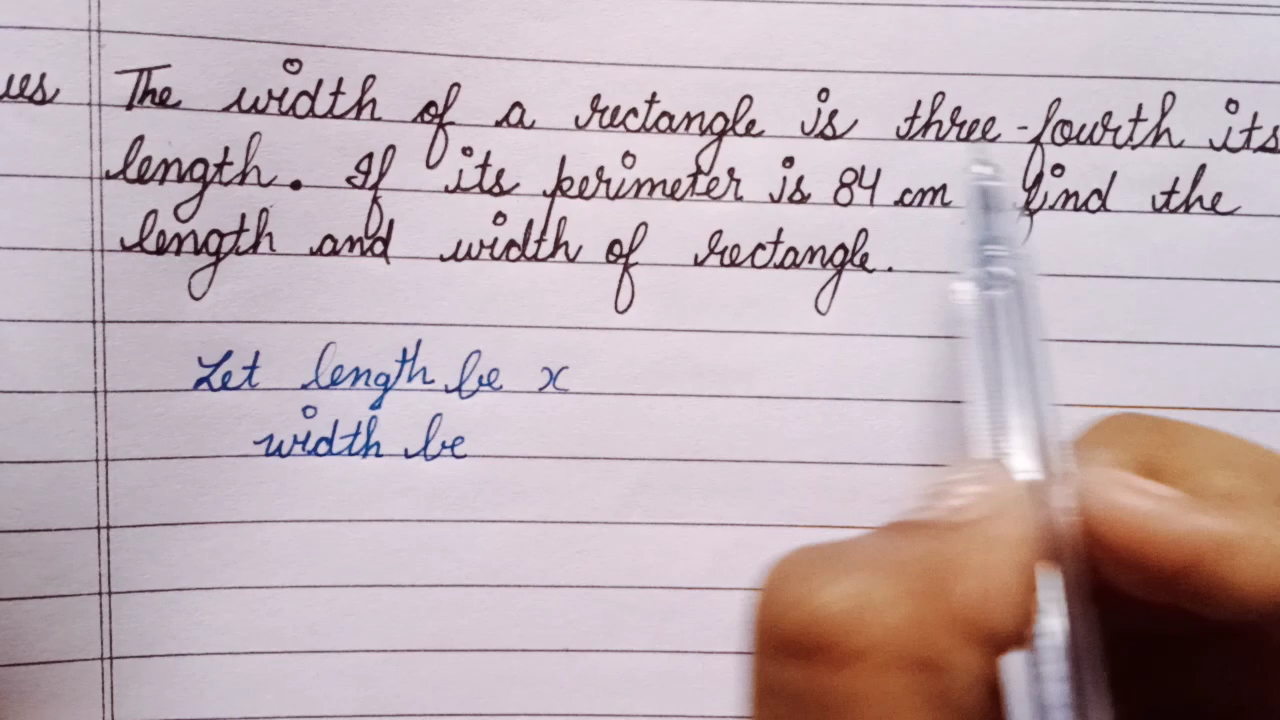 ues The width of a rectangle is three-fourth its
length. If its perimeter is 84 cm find the
length and width of rectangle.
Let length be x
width be